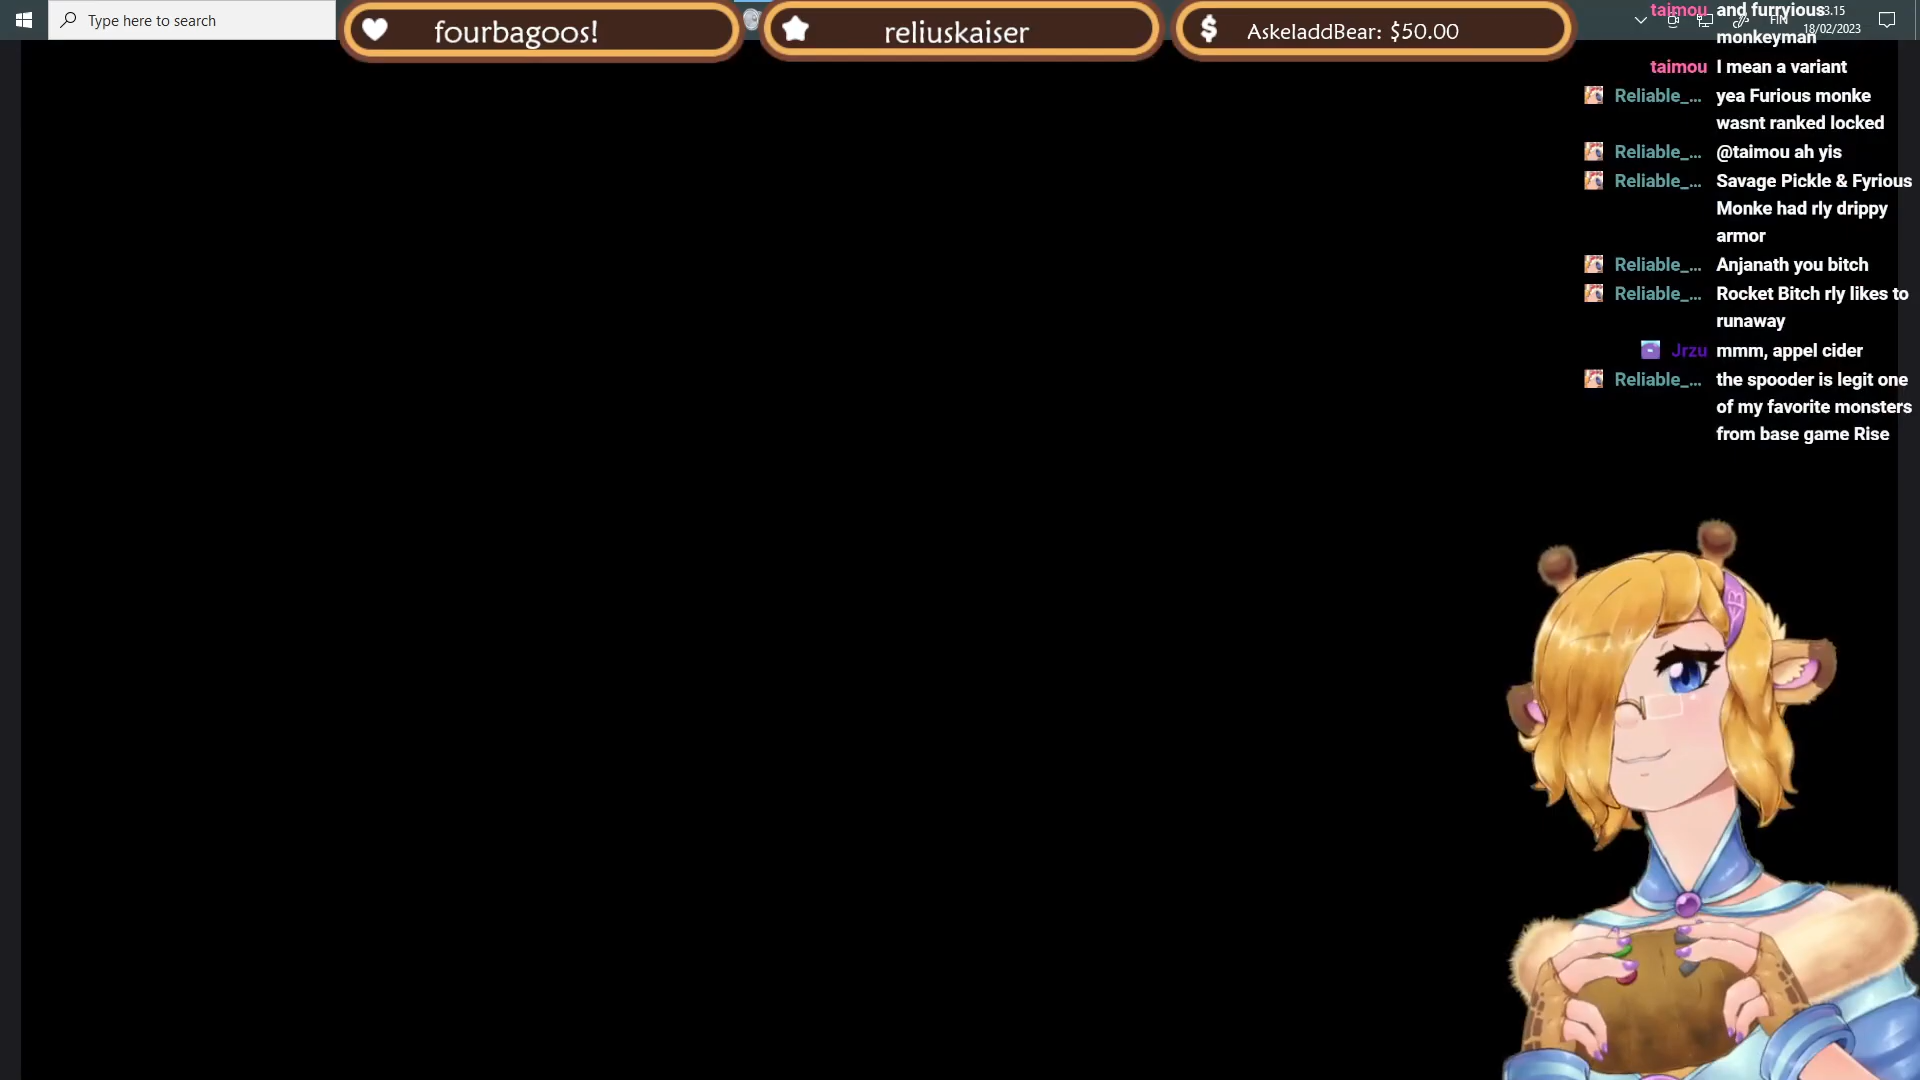 Type here to search
fourbagoos!
reliuskaiser
AskeladdBear: $50.00
FIN
3.15
18/02/2023
taimou and furryious
monkeyman
taimou I mean a variant
Reliable_... yea Furious monke
wasnt ranked locked
Reliable_... @taimou ah yis
Reliable_... Savage Pickle & Fyrious
Monke had rly drippy
armor
Reliable_... Anjanath you bitch
Reliable_... Rocket Bitch rly likes to
runaway
Jrzu mmm, appel cider
Reliable_... the spooder is legit one
of my favorite monsters
from base game Rise